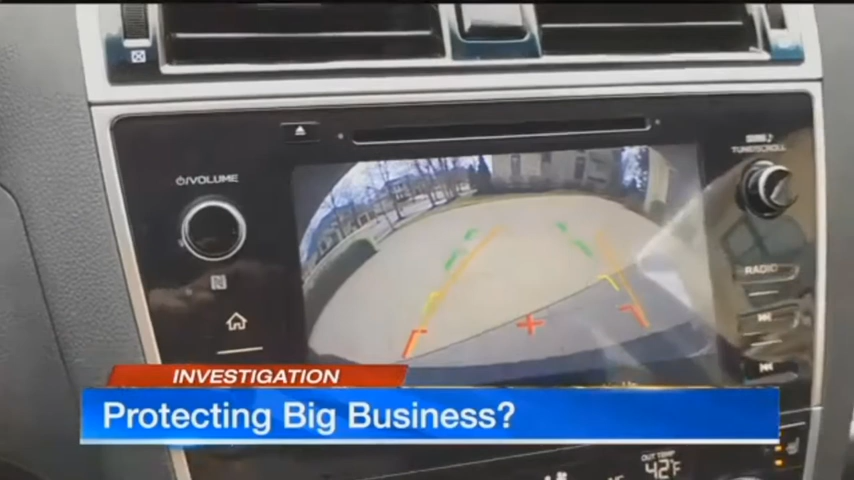 VOLUME
TUNE/SCROLL
RADIO
INVESTIGATION
Protecting Big Business?
OUT TEMP
42°F